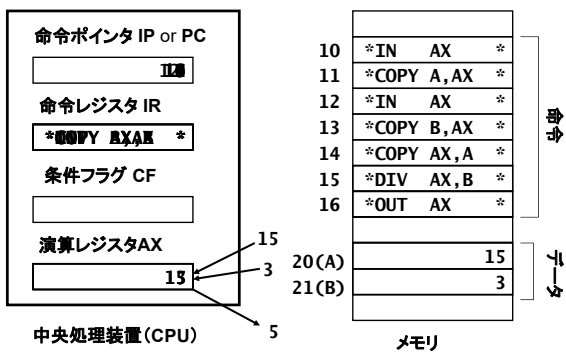 命令ポインタ IP or PC
命令レジスタ IR
条件フラグ CF
演算レジスタAX
15
3
5
中央処理装置(CPU)
10 *IN AX *
11 *COPY A,AX *
12 *IN AX *
13 *COPY B,AX *
14 *COPY AX,A *
15 *DIV AX,B *
16 *OUT AX *
命令
20(A) 15
21(B) 3
データ
メモリ